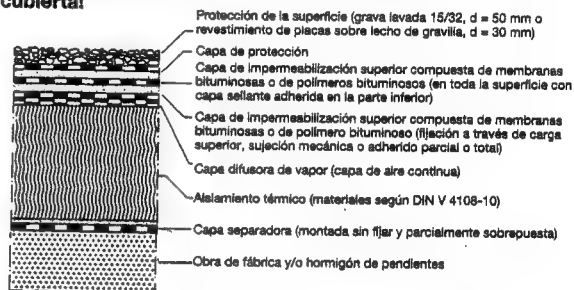 cubierta!
Protección de la superficie (grava lavada 15/32, d = 50 mm o
revestimiento de placas sobre lecho de gravilla, d = 30 mm)
Capa de protección
Capa de impermeabilización superior compuesta de membranas
bituminosas o de polímeros bituminosos (en toda la superficie con
capa sellante adherida en la parte inferior)
Capa de impermeabilización superior compuesta de membranas
bituminosas o de polímero bituminoso (fijación a través de carga
superior, sujeción mecánica o adherido parcial o total)
Capa difusora de vapor (capa de aire continua)
Aislamiento térmico (materiales según DIN V 4108-10)
Capa separadora (montada sin fijar y parcialmente sobrepuesta)
Obra de fábrica y/o hormigón de pendientes